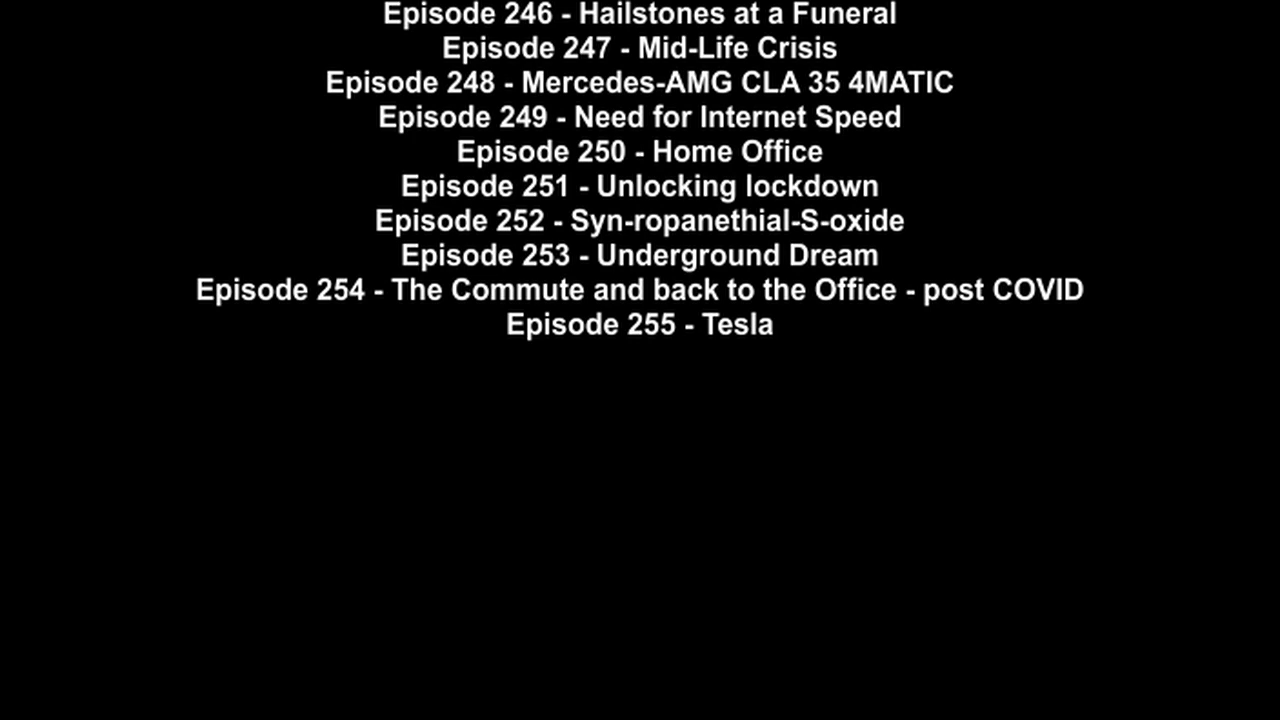 Episode 246 - Hailstones at a Funeral
Episode 247 - Mid-Life Crisis
Episode 248 - Mercedes-AMG CLA 35 4MATIC
Episode 249 - Need for Internet Speed
Episode 250 - Home Office
Episode 251 - Unlocking lockdown
Episode 252 - Syn-ropanethial-S-oxide
Episode 253 - Underground Dream
Episode 254 - The Commute and back to the Office - post COVID
Episode 255 - Tesla